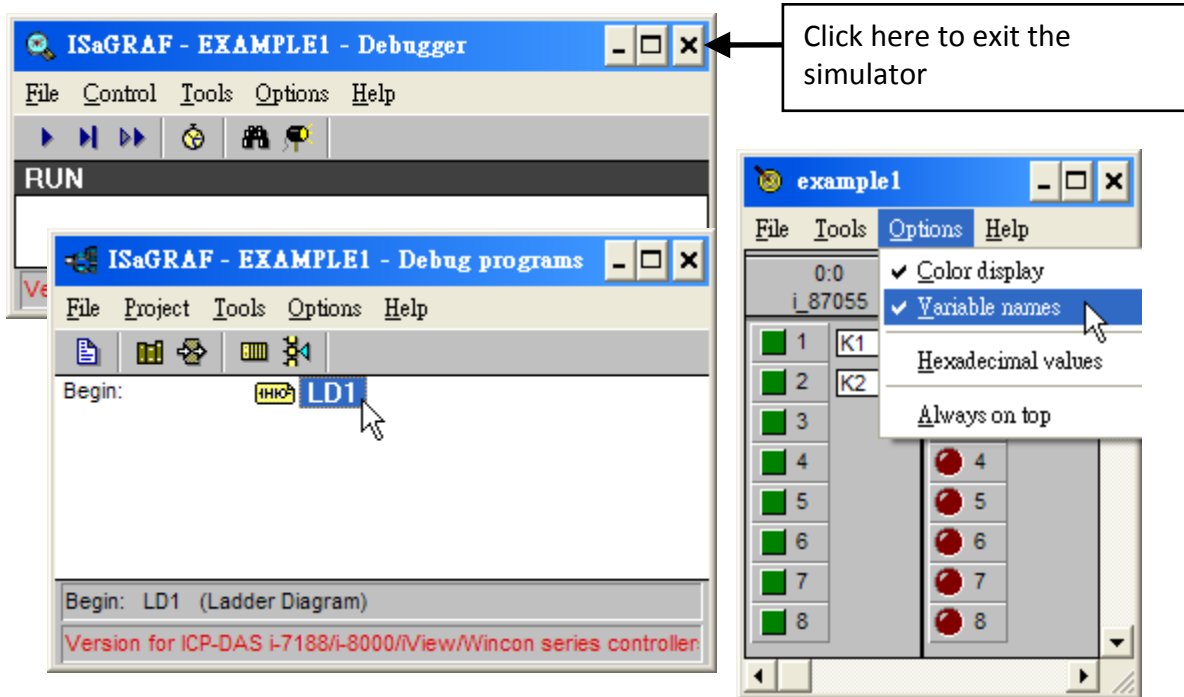 ISaGRAF - EXAMPLE1 - Debugger
File Control Tools Options Help
RUN
Ve
Click here to exit the
simulator
ISaGRAF - EXAMPLE1 - Debug programs
File Project Tools Options Help
Begin: LD1
Begin: LD1 (Ladder Diagram)
Version for ICP-DAS i-7188/i-8000/iView/Wincon series controller
example1
File Tools Options Help
0:0
i_87055
Color display
Variable names
Hexadecimal values
Always on top
1 K1
2 K2
3
4 4
5 5
6 6
7 7
8 8